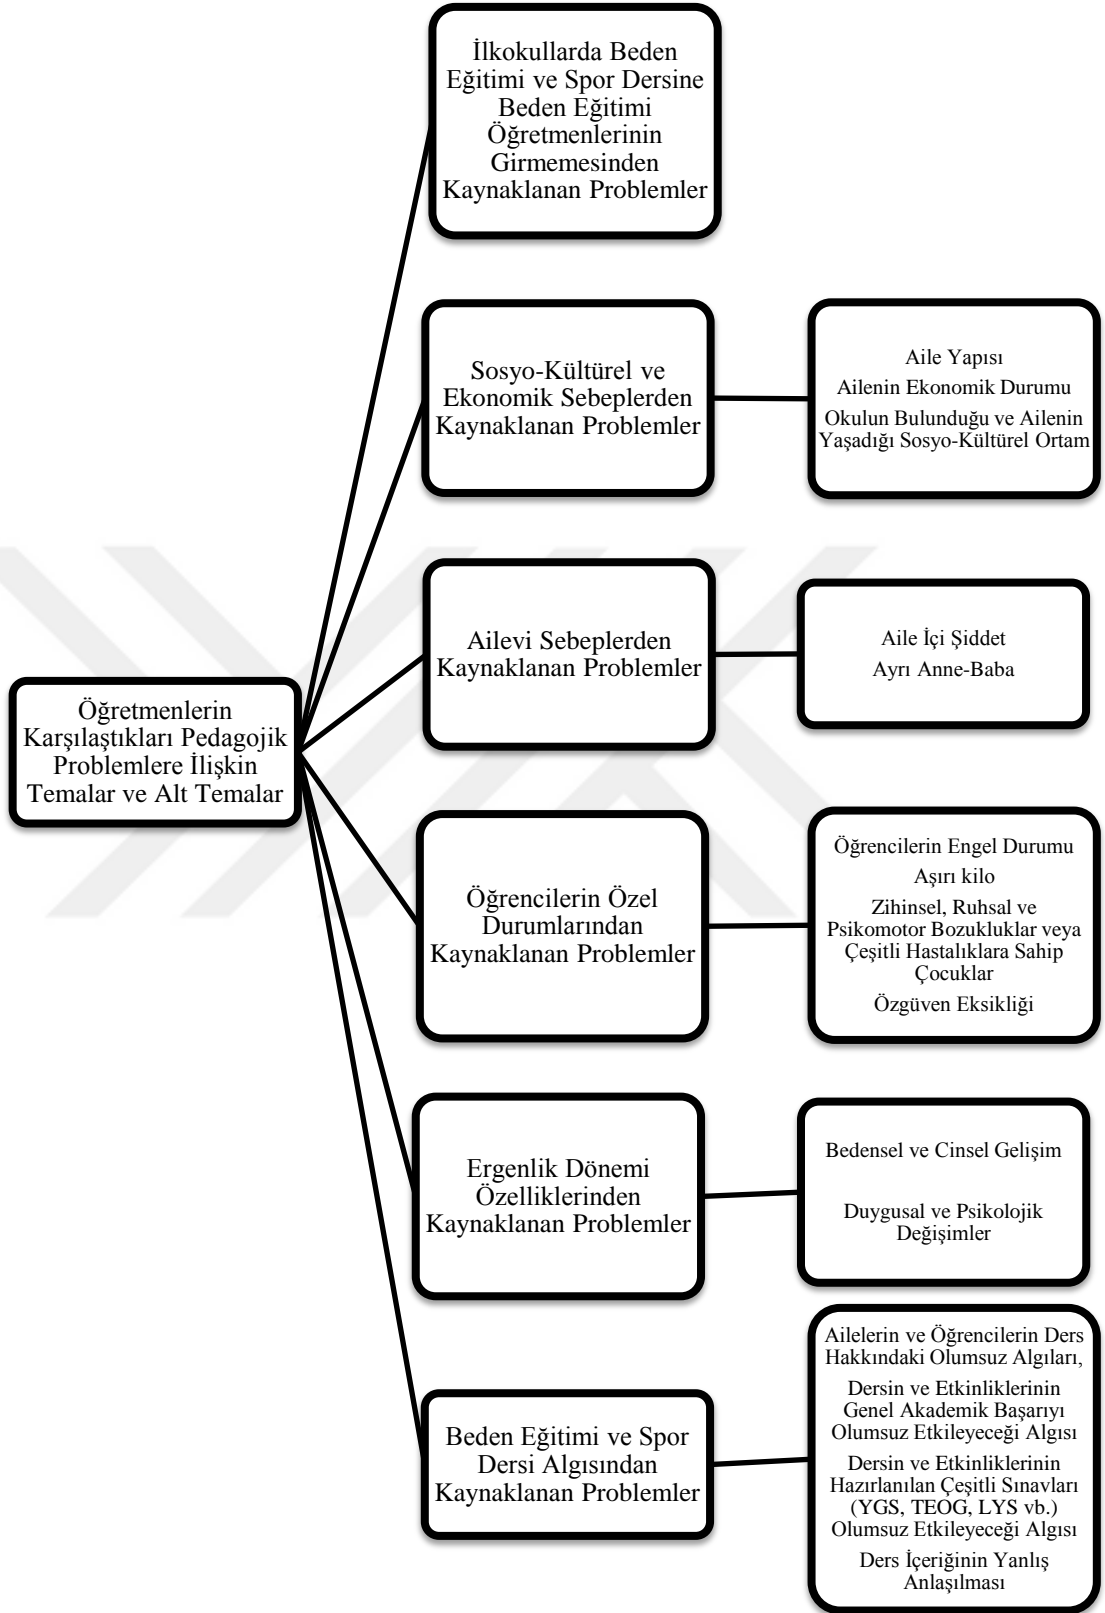 İlkokullarda Beden
Eğitimi ve Spor Dersine
Beden Eğitimi
Öğretmenlerinin
Girmemesinden
Kaynaklanan Problemler
Sosyo-Kültürel ve
Ekonomik Sebeplerden
Kaynaklanan Problemler
Aile Yapısı
Ailenin Ekonomik Durumu
Okulun Bulunduğu ve Ailenin
Yaşadığı Sosyo-Kültürel Ortam
Ailevi Sebeplerden
Kaynaklanan Problemler
Aile İçi Şiddet
Ayrı Anne-Baba
Öğretmenlerin
Karşılaştıkları Pedagojik
Problemlere İlişkin
Temalar ve Alt Temalar
Öğrencilerin Özel
Durumlarından
Kaynaklanan Problemler
Öğrencilerin Engel Durumu
Aşırı kilo
Zihinsel, Ruhsal ve
Psikomotor Bozukluklar veya
Çeşitli Hastalıklara Sahip
Çocuklar
Özgüven Eksikliği
Ergenlik Dönemi
Özelliklerinden
Kaynaklanan Problemler
Bedensel ve Cinsel Gelişim
Duygusal ve Psikolojik
Değişimler
Beden Eğitimi ve Spor
Dersi Algısından
Kaynaklanan Problemler
Ailelerin ve Öğrencilerin Ders
Hakkındaki Olumsuz Algıları,
Dersin ve Etkinliklerinin
Genel Akademik Başarıyı
Olumsuz Etkileyeceği Algısı
Dersin ve Etkinliklerinin
Hazırlanılan Çeşitli Sınavları
(YGS, TEOG, LYS vb.)
Olumsuz Etkileyeceği Algısı
Ders İçeriğinin Yanlış
Anlaşılması